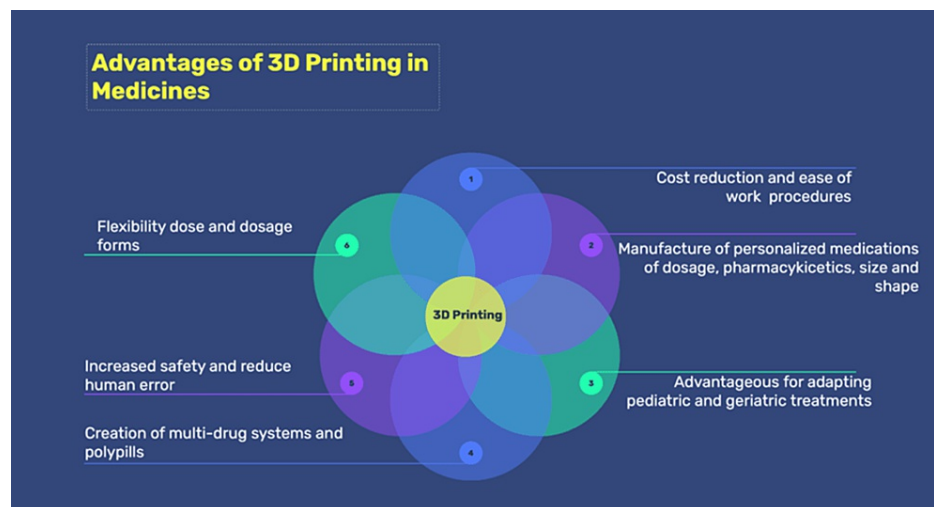 Advantages of 3D Printing in
Medicines
1
Cost reduction and ease of
work procedures
2
Manufacture of personalized medications
of dosage, pharmacykicetics, size and
shape
3
Advantageous for adapting
pediatric and geriatric treatments
4
Creation of multi-drug systems and
polypills
5
Increased safety and reduce
human error
6
Flexibility dose and dosage
forms
3D Printing